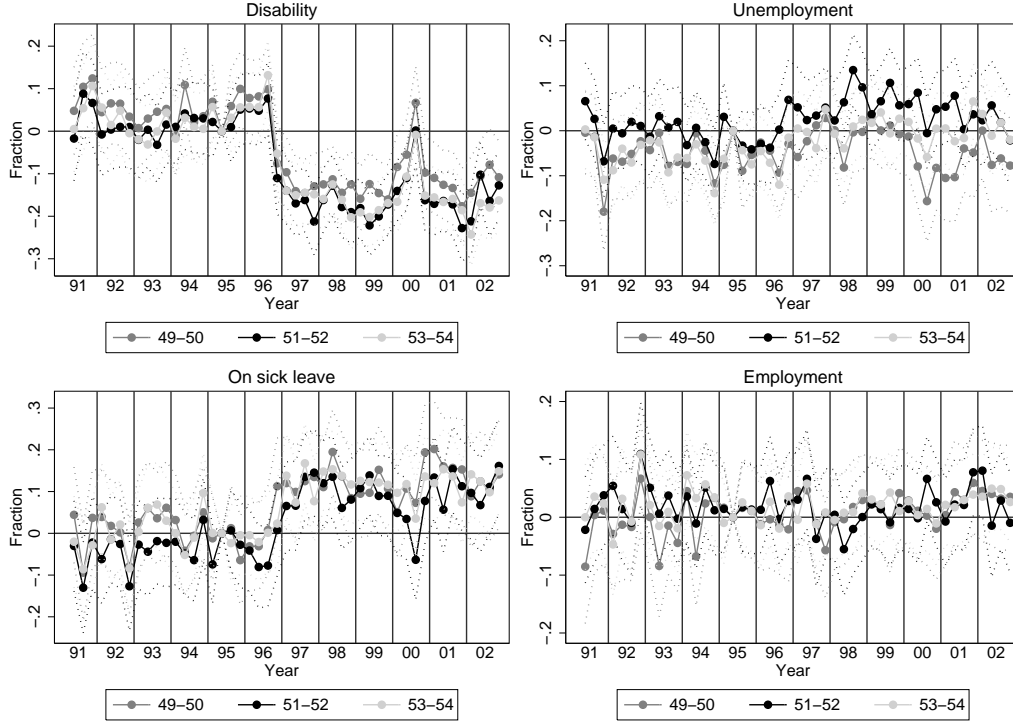 Disability
Fraction
.2
.1
0
-.1
-.2
-.3
91 92 93 94 95 96 97 98 99 00 01 02
Year
49-50 51-52 53-54
Unemployment
Fraction
.2
.1
0
-.1
-.2
-.3
91 92 93 94 95 96 97 98 99 00 01 02
Year
49-50 51-52 53-54
On sick leave
Fraction
.3
.2
.1
0
-.1
-.2
91 92 93 94 95 96 97 98 99 00 01 02
Year
49-50 51-52 53-54
Employment
Fraction
.2
.1
0
-.1
-.2
91 92 93 94 95 96 97 98 99 00 01 02
Year
49-50 51-52 53-54